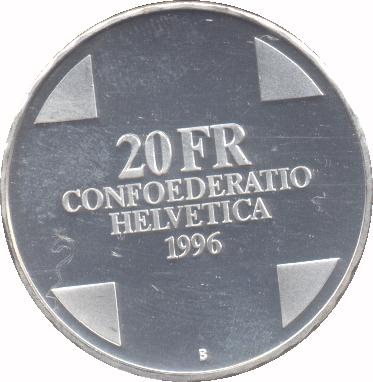 20 FR
CONFOEDERATIO
HELVETICA
1996
B